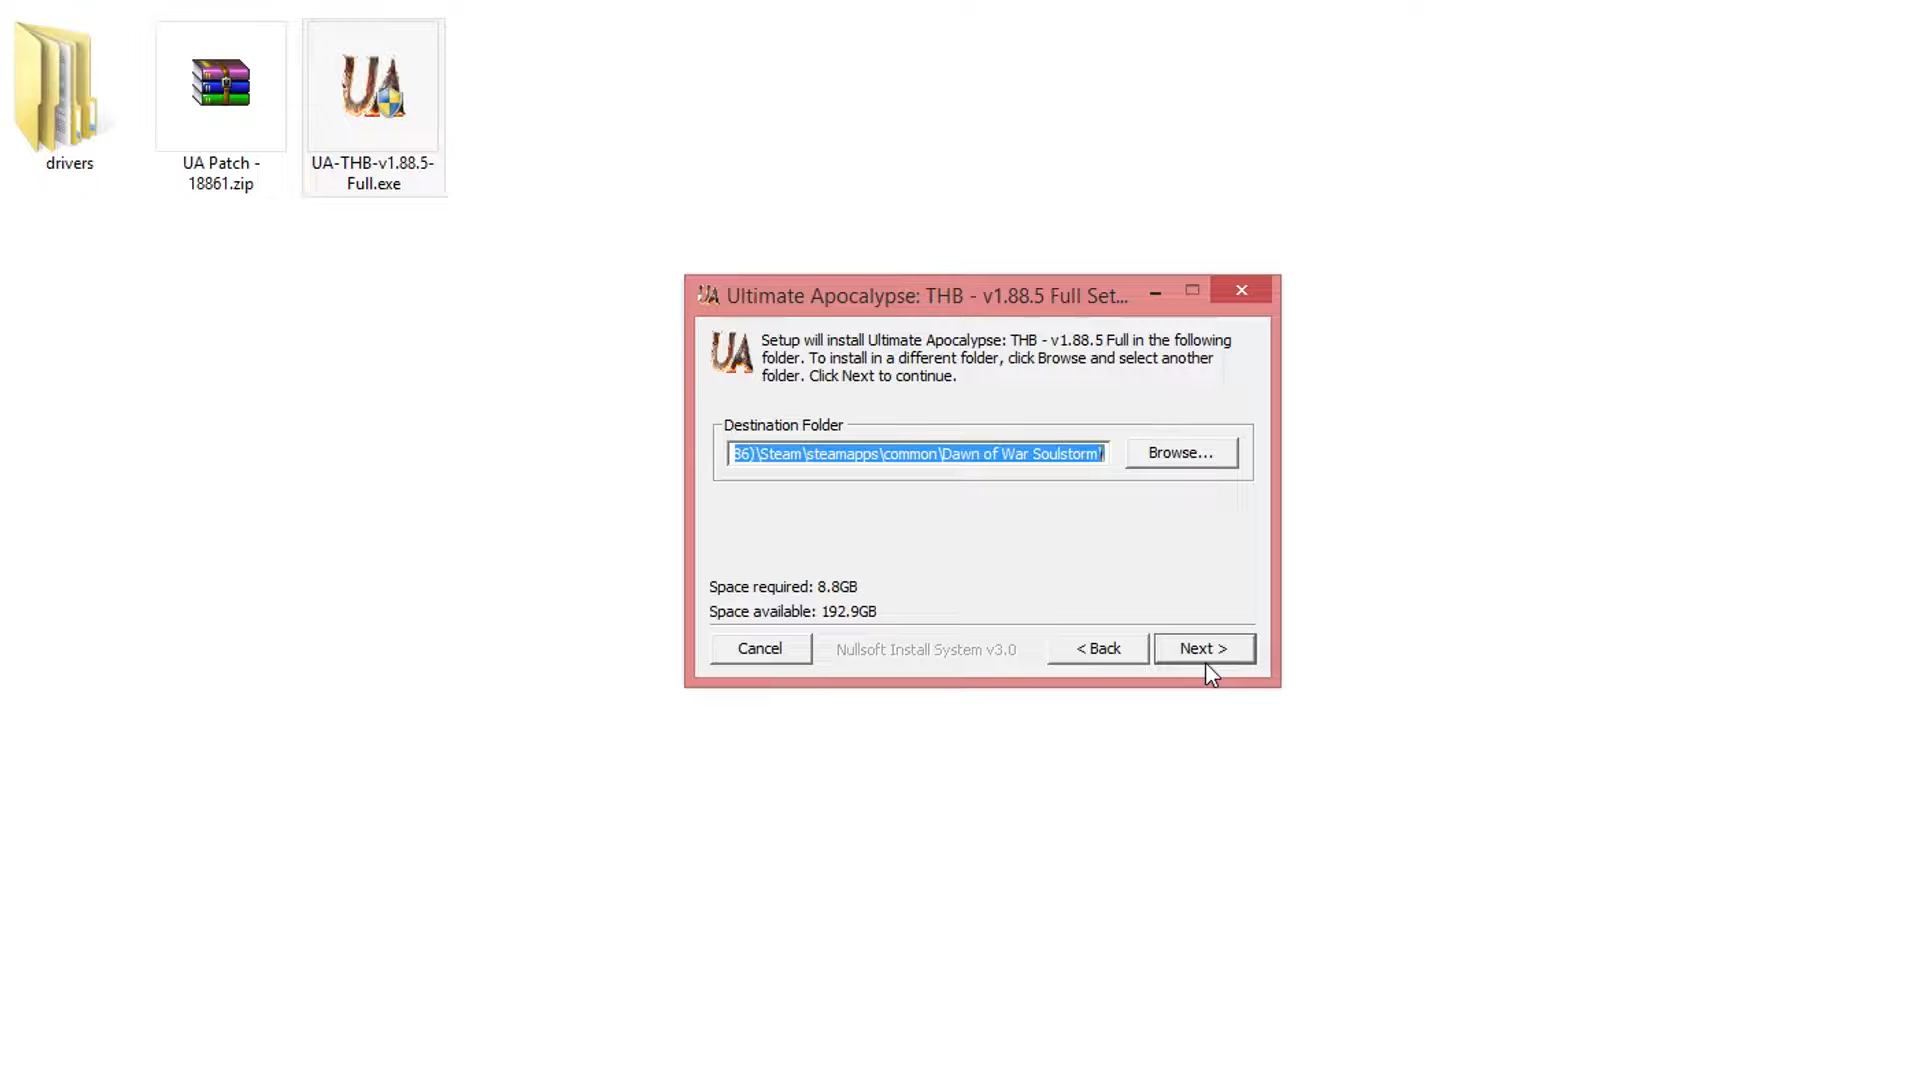 drivers
UA Patch -
18861.zip
UA-THB-v1.88.5-
Full.exe
UA Ultimate Apocalypse: THB - v1.88.5 Full Set...
UA
Setup will install Ultimate Apocalypse: THB - v1.88.5 Full in the following
folder. To install in a different folder, click Browse and select another
folder. Click Next to continue.
Destination Folder
86)\Steam\steamapps\common\Dawn of War Soulstorm\
Browse...
Space required: 8.8GB
Space available: 192.9GB
Cancel
Nullsoft Install System v3.0
< Back
Next >